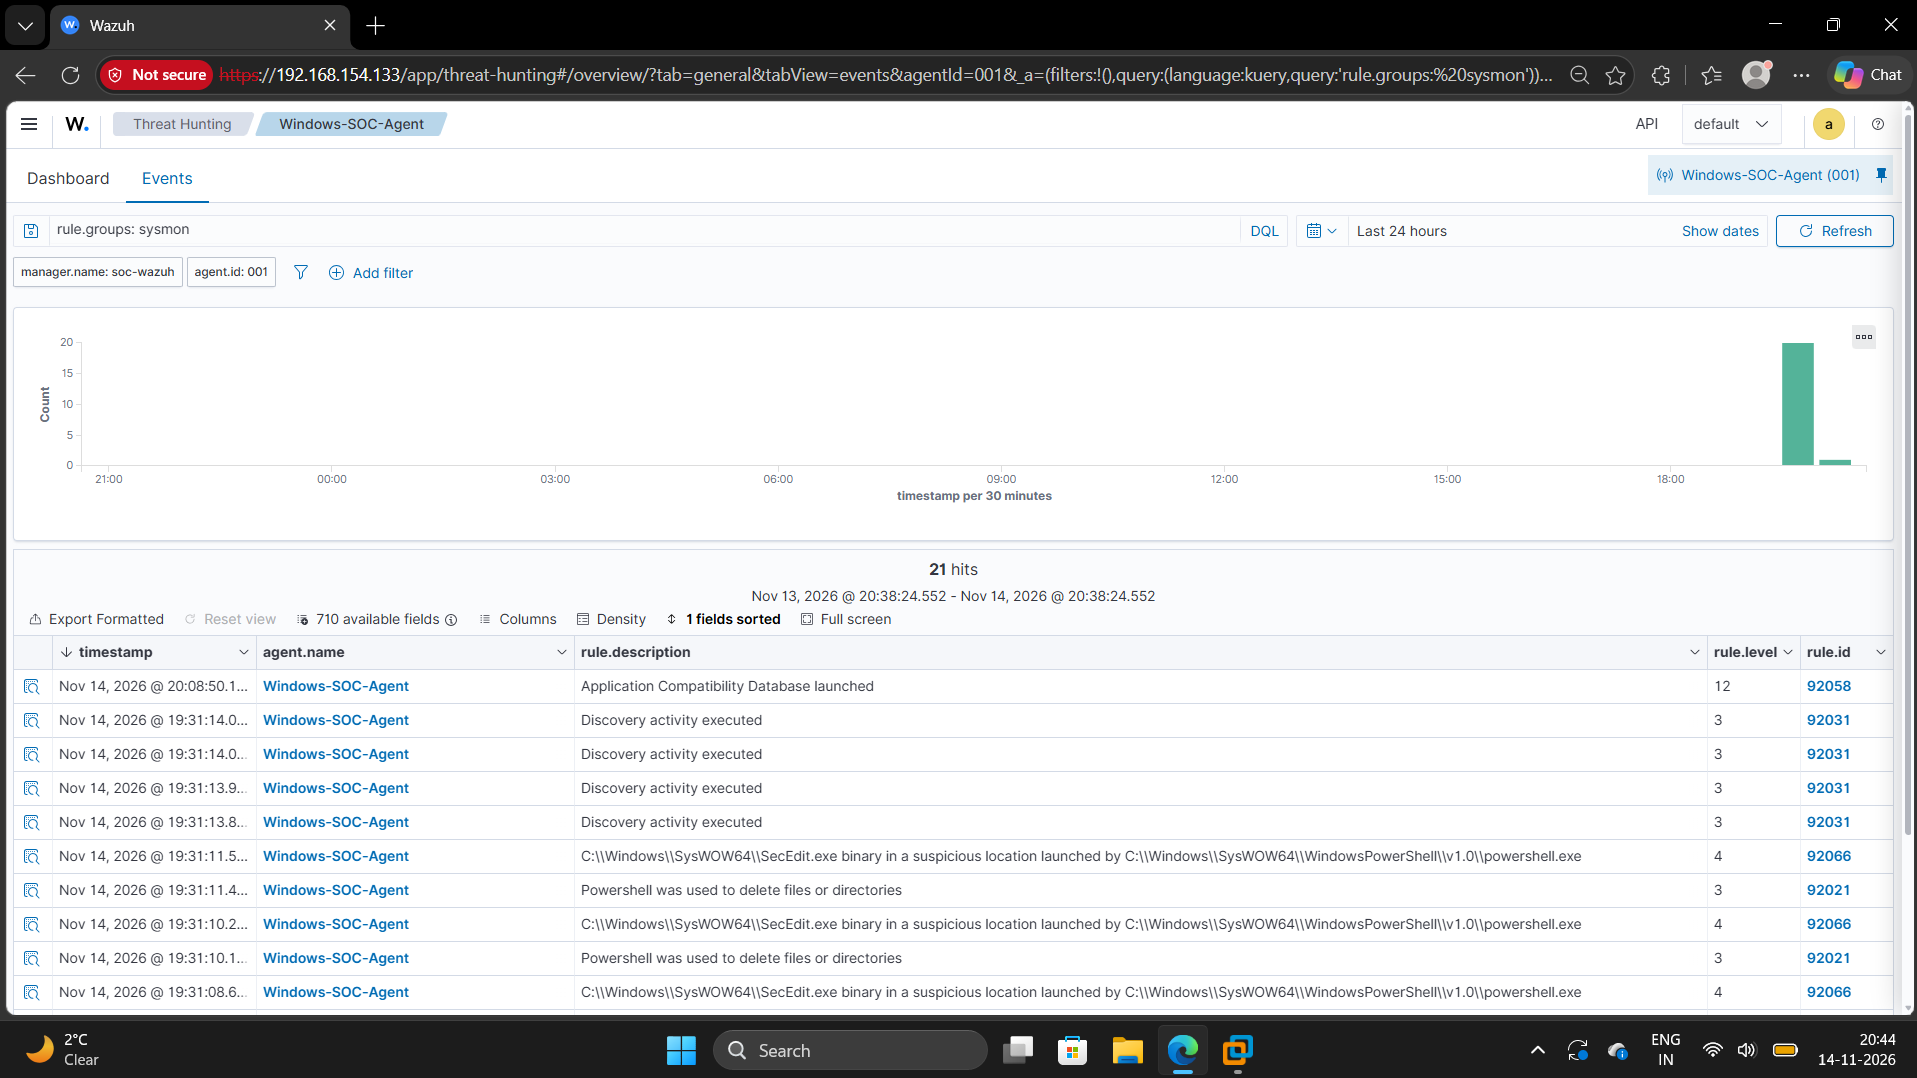 Wazuh
Not secure https://192.168.154.133/app/threat-hunting#/overview/?tab=general&tabView=events&agentId=001&_a=(filters:!(),query:(language:kuery,query:'rule.groups:%20sysmon'))... Chat
W. Threat Hunting Windows-SOC-Agent API default a
Dashboard Events Windows-SOC-Agent (001)
rule.groups: sysmon DQL Last 24 hours Show dates Refresh
manager.name: soc-wazuh agent.id: 001 Add filter
Count
20
15
10
5
0
21:00 00:00 03:00 06:00 09:00 12:00 15:00 18:00
timestamp per 30 minutes
21 hits
Nov 13, 2026 @ 20:38:24.552 - Nov 14, 2026 @ 20:38:24.552
Export Formatted Reset view 710 available fields Columns Density 1 fields sorted Full screen
timestamp agent.name rule.description rule.level rule.id
Nov 14, 2026 @ 20:08:50.1... Windows-SOC-Agent Application Compatibility Database launched 12 92058
Nov 14, 2026 @ 19:31:14.0... Windows-SOC-Agent Discovery activity executed 3 92031
Nov 14, 2026 @ 19:31:14.0... Windows-SOC-Agent Discovery activity executed 3 92031
Nov 14, 2026 @ 19:31:13.9... Windows-SOC-Agent Discovery activity executed 3 92031
Nov 14, 2026 @ 19:31:13.8... Windows-SOC-Agent Discovery activity executed 3 92031
Nov 14, 2026 @ 19:31:11.5... Windows-SOC-Agent C:\\Windows\\SysWOW64\\SecEdit.exe binary in a suspicious location launched by C:\\Windows\\SysWOW64\\WindowsPowerShell\\v1.0\\powershell.exe 4 92066
Nov 14, 2026 @ 19:31:11.4... Windows-SOC-Agent Powershell was used to delete files or directories 3 92021
Nov 14, 2026 @ 19:31:10.2... Windows-SOC-Agent C:\\Windows\\SysWOW64\\SecEdit.exe binary in a suspicious location launched by C:\\Windows\\SysWOW64\\WindowsPowerShell\\v1.0\\powershell.exe 4 92066
Nov 14, 2026 @ 19:31:10.1... Windows-SOC-Agent Powershell was used to delete files or directories 3 92021
Nov 14, 2026 @ 19:31:08.6... Windows-SOC-Agent C:\\Windows\\SysWOW64\\SecEdit.exe binary in a suspicious location launched by C:\\Windows\\SysWOW64\\WindowsPowerShell\\v1.0\\powershell.exe 4 92066
2°C
Clear
Search
ENG
IN
20:44
14-11-2026